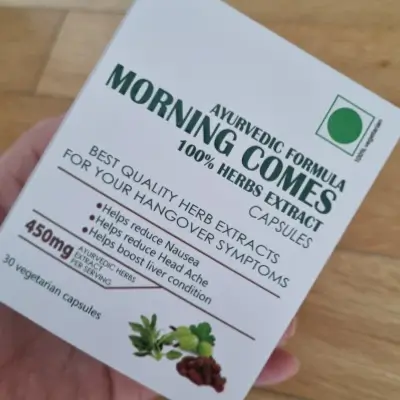 AYURVEDIC FORMULA
MORNING COMES
100% HERBS EXTRACT
CAPSULES
100% vegetarian
BEST QUALITY HERB EXTRACTS
FOR YOUR HANGOVER SYMPTOMS
•Helps reduce Nausea
•Helps reduce Head Ache
•Helps boost liver condition
450mg
AYURVEDIC HERBS
EXTRACT
PER SERVING
30 vegetarian capsules